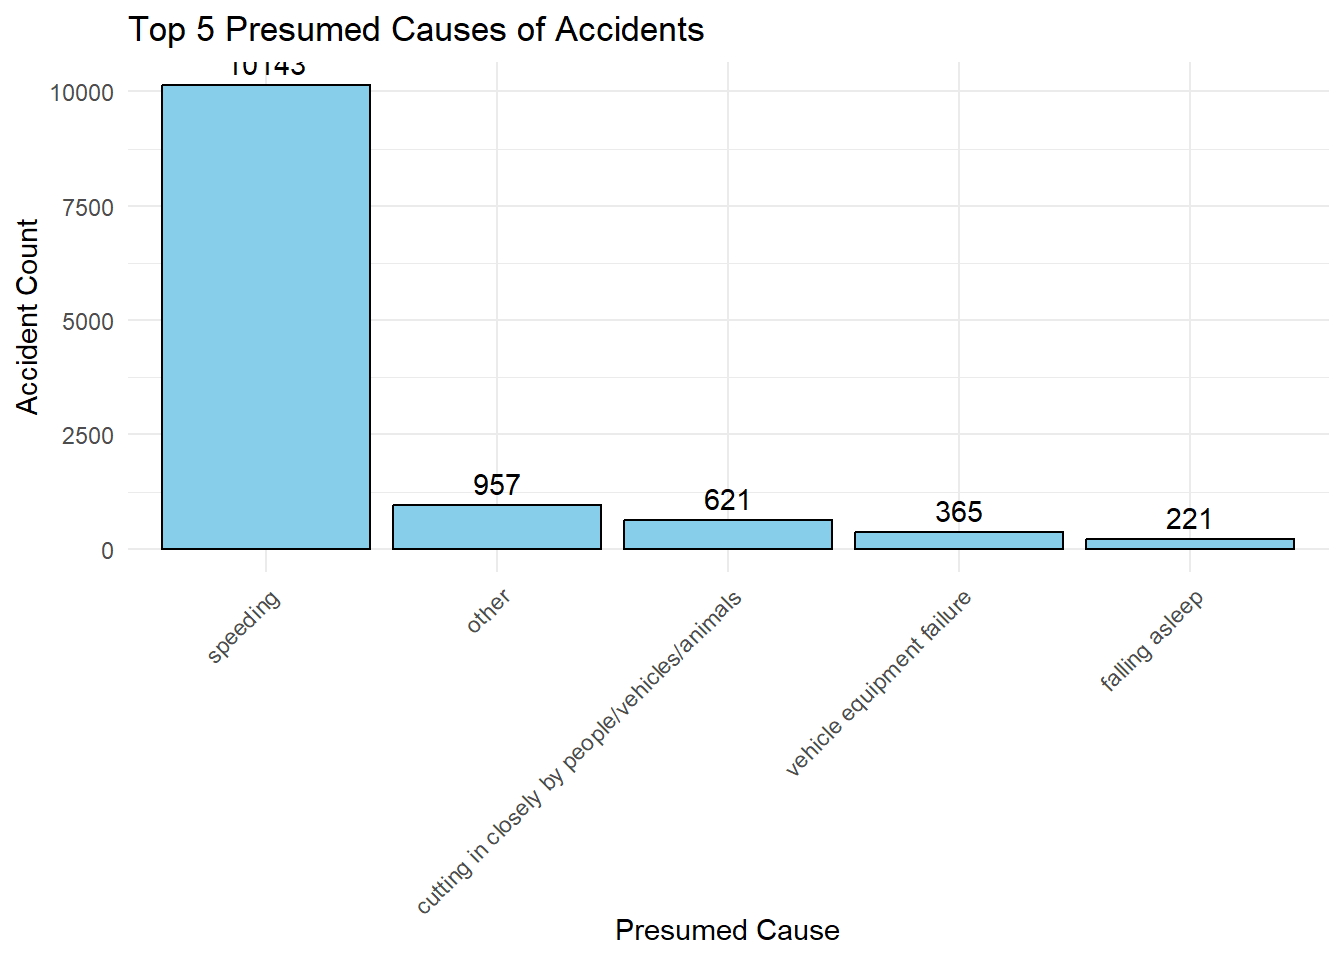 Top 5 Presumed Causes of Accidents
10143
10000
7500
5000
2500
0
Accident Count
957
621
365
221
speeding
other
cutting in closely by people/vehicles/animals
vehicle equipment failure
falling asleep
Presumed Cause